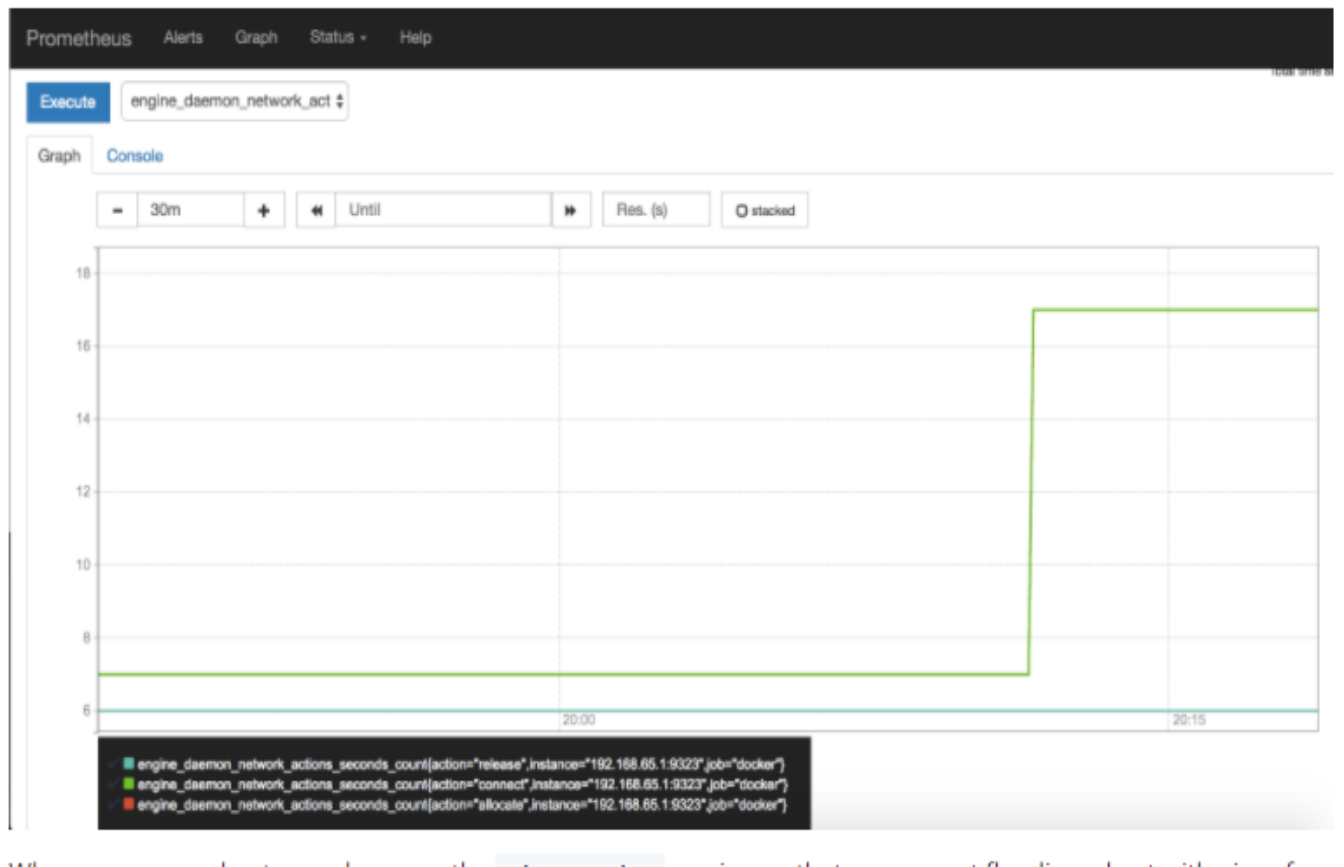 Prometheus Alerts Graph Status Help
Total time
Execute engine_daemon_network_act
Graph Console
- 30m + Until Res. (s) stacked
18
16
14
12
10
8
6
20:00 20:15
engine_daemon_network_actions_seconds_count{action="release",instance="192.168.65.1:9323",job="docker"}
engine_daemon_network_actions_seconds_count{action="connect",instance="192.168.65.1:9323",job="docker"}
engine_daemon_network_actions_seconds_count{action="allocate",instance="192.168.65.1:9323",job="docker"}